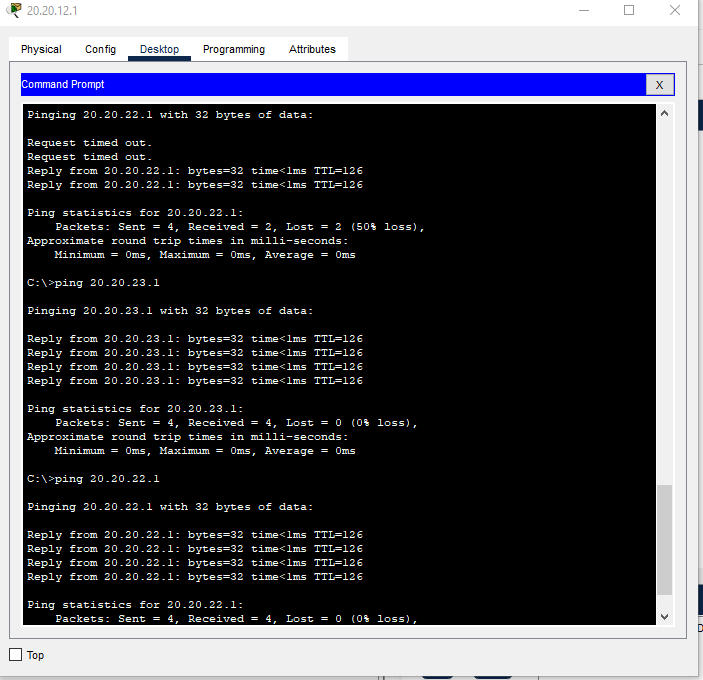 20.20.12.1
Physical Config Desktop Programming Attributes
Command Prompt X
Pinging 20.20.22.1 with 32 bytes of data:
Request timed out.
Request timed out.
Reply from 20.20.22.1: bytes=32 time<1ms TTL=126
Reply from 20.20.22.1: bytes=32 time<1ms TTL=126
Ping statistics for 20.20.22.1:
Packets: Sent = 4, Received = 2, Lost = 2 (50% loss),
Approximate round trip times in milli-seconds:
Minimum = 0ms, Maximum = 0ms, Average = 0ms
C:\>ping 20.20.23.1
Pinging 20.20.23.1 with 32 bytes of data:
Reply from 20.20.23.1: bytes=32 time<1ms TTL=126
Reply from 20.20.23.1: bytes=32 time<1ms TTL=126
Reply from 20.20.23.1: bytes=32 time<1ms TTL=126
Reply from 20.20.23.1: bytes=32 time<1ms TTL=126
Ping statistics for 20.20.23.1:
Packets: Sent = 4, Received = 4, Lost = 0 (0% loss),
Approximate round trip times in milli-seconds:
Minimum = 0ms, Maximum = 0ms, Average = 0ms
C:\>ping 20.20.22.1
Pinging 20.20.22.1 with 32 bytes of data:
Reply from 20.20.22.1: bytes=32 time<1ms TTL=126
Reply from 20.20.22.1: bytes=32 time<1ms TTL=126
Reply from 20.20.22.1: bytes=32 time<1ms TTL=126
Reply from 20.20.22.1: bytes=32 time<1ms TTL=126
Ping statistics for 20.20.22.1:
Packets: Sent = 4, Received = 4, Lost = 0 (0% loss),
Top